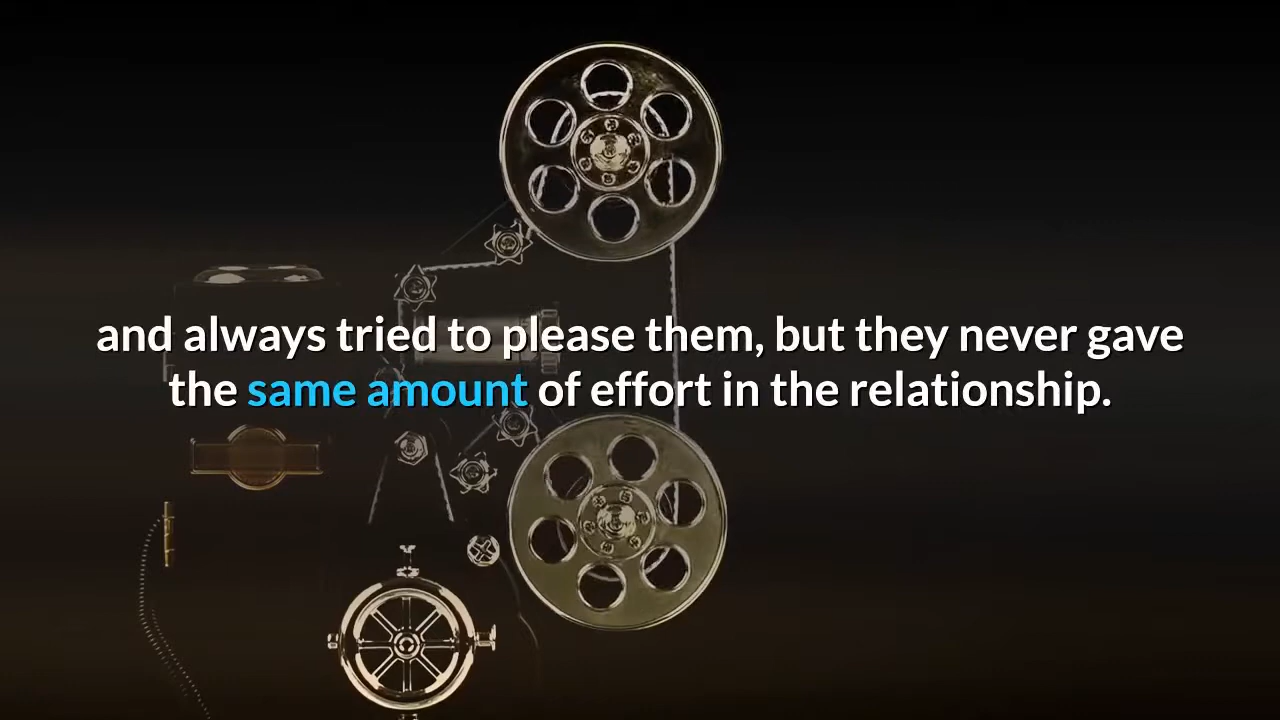 and always tried to please them, but they never gave
the same amount of effort in the relationship.